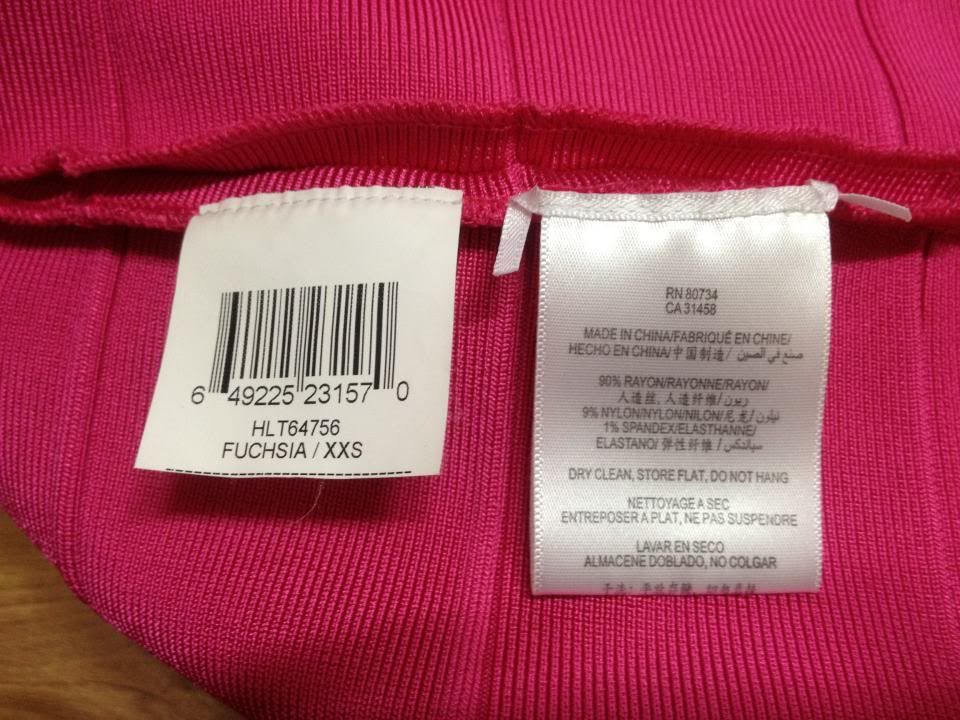 6 49225 23157 0
HLT64756
FUCHSIA / XXS
RN 80734
CA 31458
MADE IN CHINA/FABRIQUÉ EN CHINE/
HECHO EN CHINA/中国制造/ صنع في الصين
90% RAYON/RAYONNE/RAYON/
人造丝, 人造纤维/ريون/
9% NYLON/NYLON/NILON/尼龙/نيلون/
1% SPANDEX/ELASTHANNE/
ELASTANO/ 弹性纤维 / سباندكس/
DRY CLEAN, STORE FLAT, DO NOT HANG
NETTOYAGE A SEC
ENTREPOSER A PLAT, NE PAS SUSPENDRE
LAVAR EN SECO
ALMACENE DOBLADO, NO COLGAR